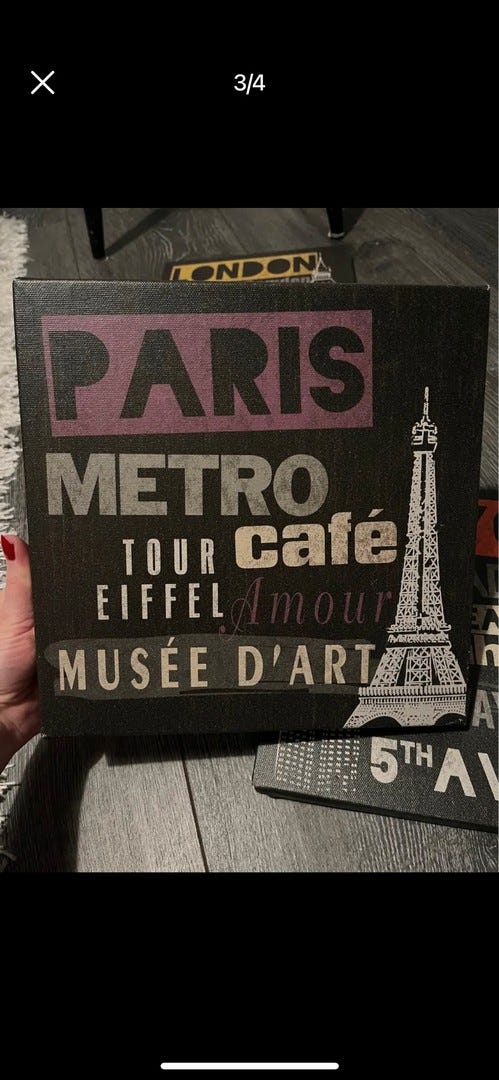 3/4
LONDON
PARIS
METRO
café
TOUR
EIFFEL
Amour
MUSÉE D'ART
5TH AV